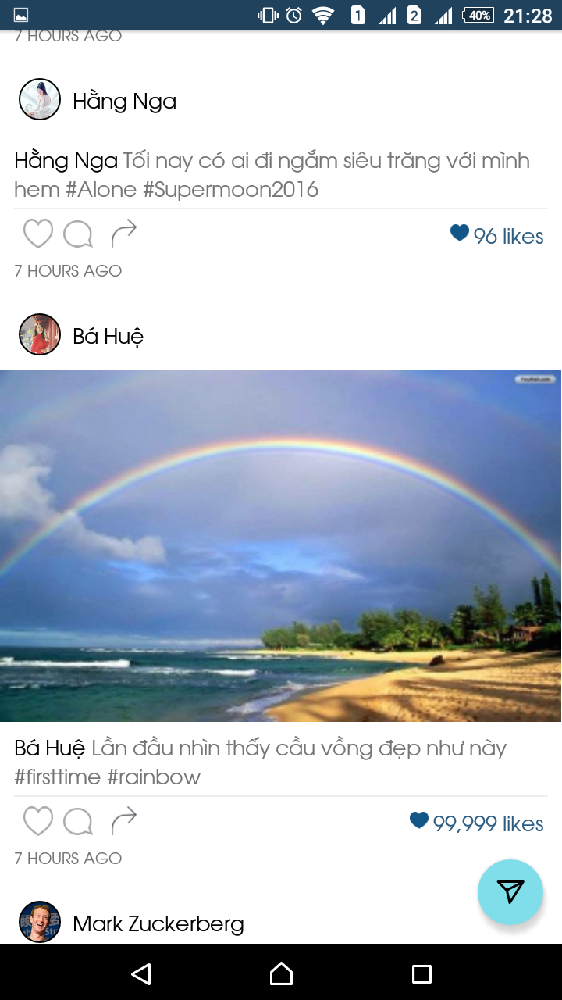 1 2 40% 21:28
7 HOURS AGO
Hằng Nga
Hằng Nga Tối nay có ai đi ngắm siêu trăng với mình
hem #Alone #Supermoon2016
96 likes
7 HOURS AGO
Bá Huệ
Bá Huệ Lần đầu nhìn thấy cầu vồng đẹp như này
#firsttime #rainbow
99,999 likes
7 HOURS AGO
Mark Zuckerberg